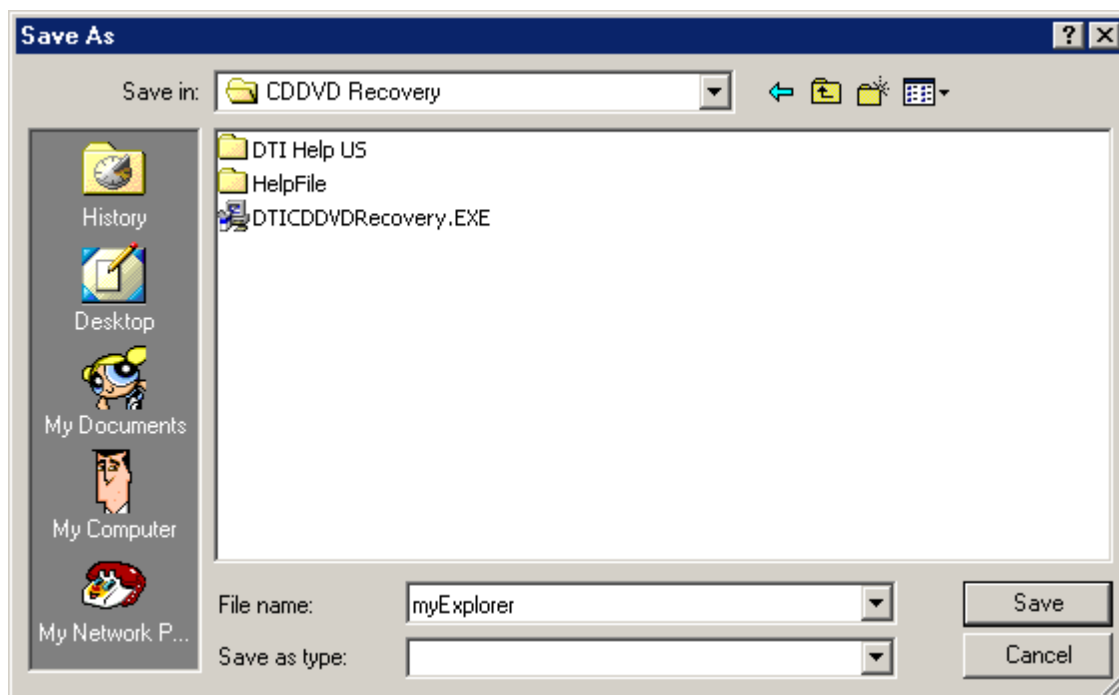 Save As
Save in: CDDVD Recovery
History
Desktop
My Documents
My Computer
My Network P...
DTI Help US
HelpFile
DTICDDVDRecovery.EXE
File name: myExplorer Save
Save as type: Cancel